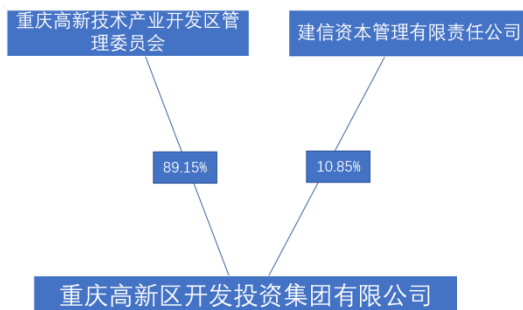 重庆高新技术产业开发区管
理委员会
建信资本管理有限责任公司
89.15%
10.85%
重庆高新区开发投资集团有限公司